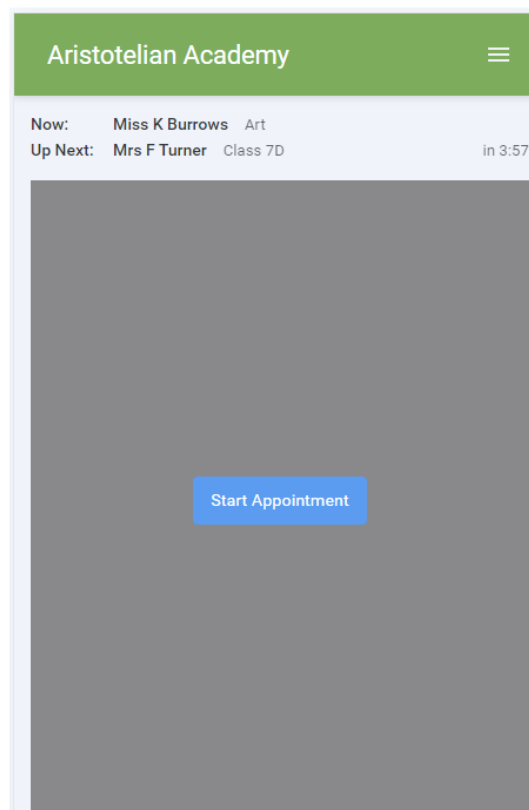 Aristotelian Academy
Now: Miss K Burrows Art
Up Next: Mrs F Turner Class 7D in 3:57
Start Appointment